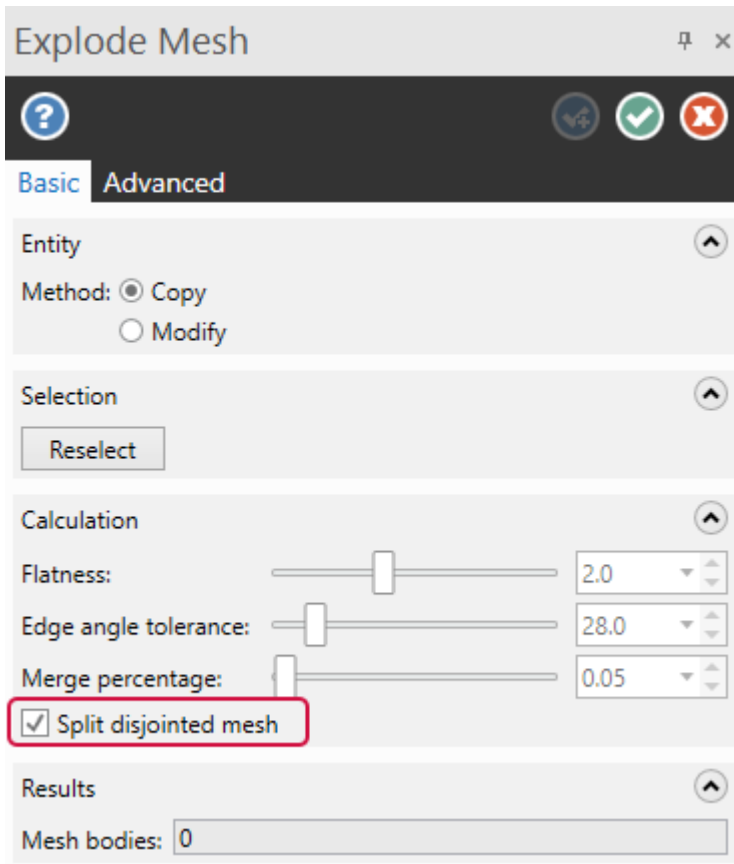 Explode Mesh
Basic Advanced
Entity
Method: Copy
Modify
Selection
Reselect
Calculation
Flatness: 2.0
Edge angle tolerance: 28.0
Merge percentage: 0.05
Split disjointed mesh
Results
Mesh bodies: 0